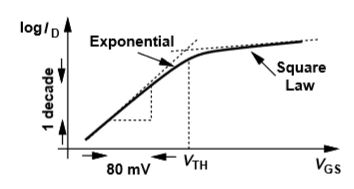 log I_D
Exponential
Square
Law
1 decade
80 mV
V_TH
V_GS